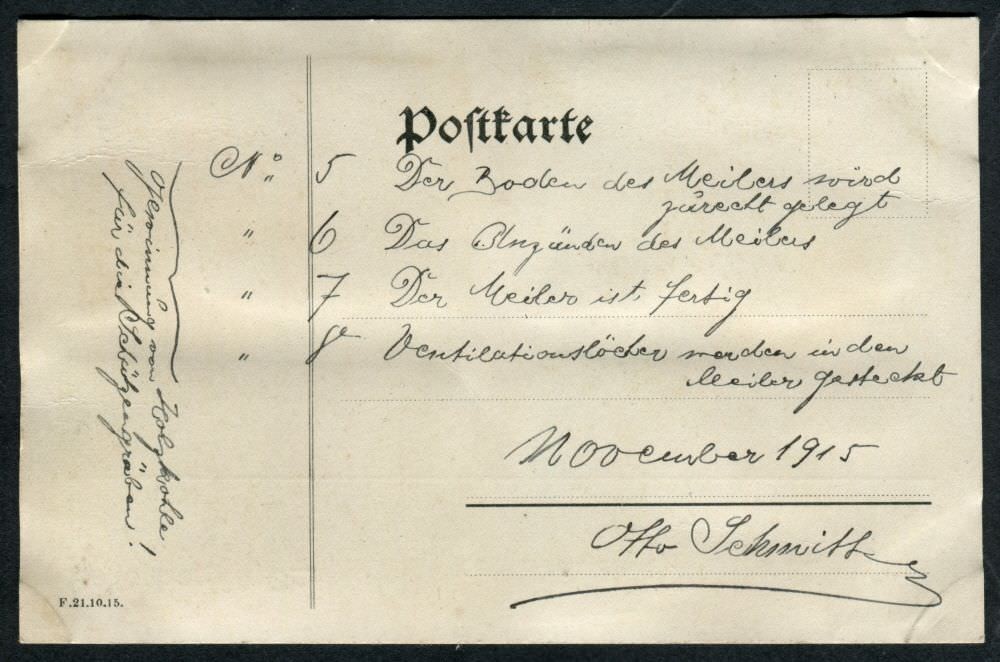 Postkarte
No. 5 Der Boden des Meilers wird
zurecht gelegt
" 6 Das Anzünden des Meilers
" 7 Der Meiler ist fertig
" 8 Ventilationslöcher werden in den
Meiler gesteckt
November 1915
Otto Schmitt
Gewinnung von Holzkohle
für die Schützengräben!
F.21.10.15.